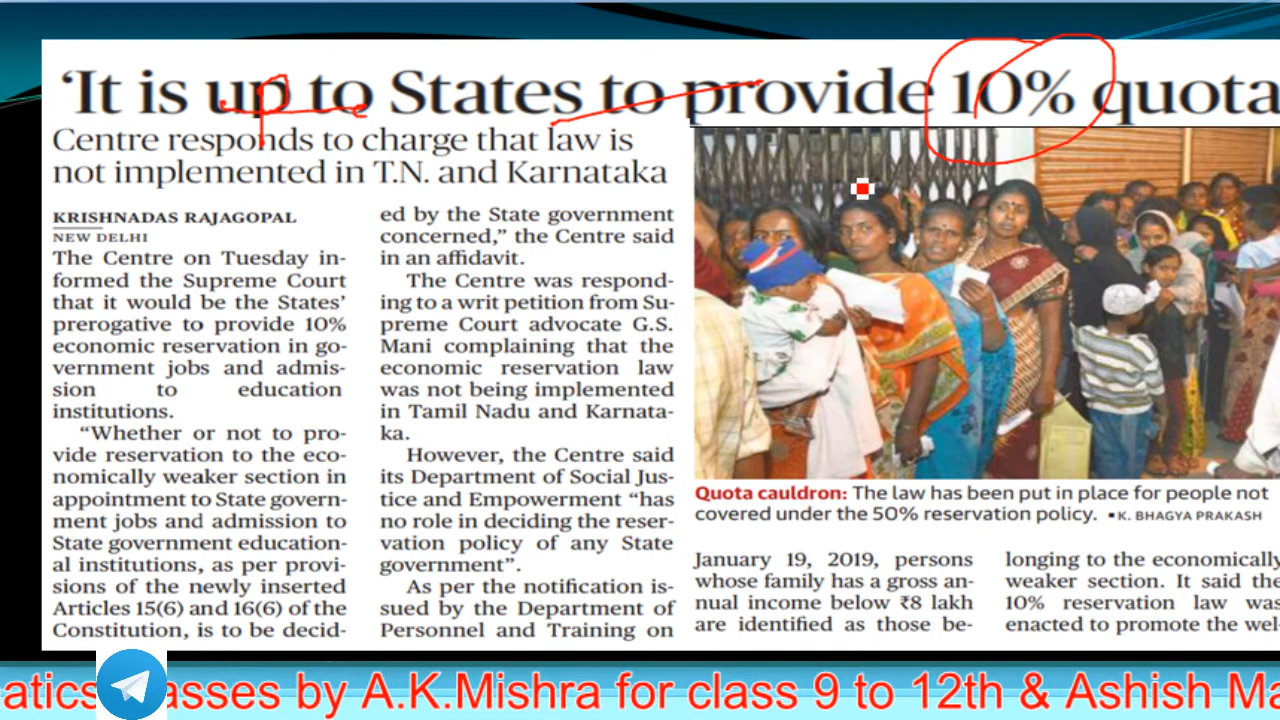 ‘It is up to States to provide 10% quota
Centre responds to charge that law is
not implemented in T.N. and Karnataka
KRISHNADAS RAJAGOPAL
NEW DELHI
The Centre on Tuesday in-
formed the Supreme Court
that it would be the States’
prerogative to provide 10%
economic reservation in go-
vernment jobs and admis-
sion to education
institutions.
“Whether or not to pro-
vide reservation to the eco-
nomically weaker section in
appointment to State govern-
ment jobs and admission to
State government education-
al institutions, as per provi-
sions of the newly inserted
Articles 15(6) and 16(6) of the
Constitution, is to be decid-
ed by the State government
concerned,” the Centre said
in an affidavit.
The Centre was respond-
ing to a writ petition from Su-
preme Court advocate G.S.
Mani complaining that the
economic reservation law
was not being implemented
in Tamil Nadu and Karnata-
ka.
However, the Centre said
its Department of Social Jus-
tice and Empowerment “has
no role in deciding the reser-
vation policy of any State
government”.
As per the notification is-
sued by the Department of
Personnel and Training on
Quota cauldron: The law has been put in place for people not
covered under the 50% reservation policy. ▪K. BHAGYA PRAKASH
January 19, 2019, persons
whose family has a gross an-
nual income below ₹8 lakh
are identified as those be-
longing to the economically
weaker section. It said the
10% reservation law was
enacted to promote the wel-
atics asses by A.K.Mishra for class 9 to 12th & Ashish Ma